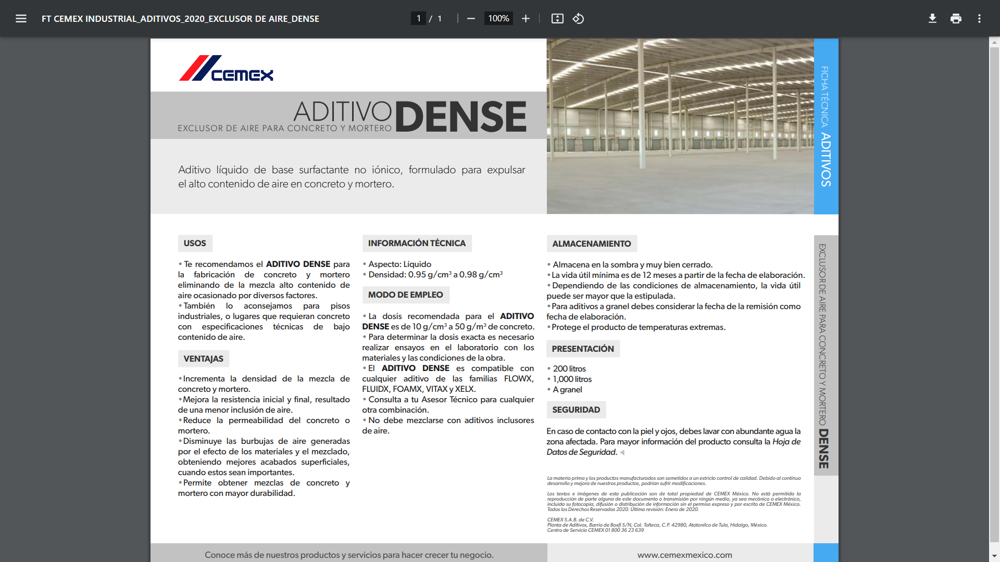 FT CEMEX INDUSTRIAL_ADITIVOS_2020_EXCLUSOR DE AIRE_DENSE
1 / 1
100%
CEMEX
ADITIVO DENSE
EXCLUSOR DE AIRE PARA CONCRETO Y MORTERO
Aditivo líquido de base surfactante no iónico, formulado para expulsar
el alto contenido de aire en concreto y mortero.
FICHA TÉCNICA ADITIVOS
USOS
• Te recomendamos el ADITIVO DENSE para
la fabricación de concreto y mortero
eliminando de la mezcla alto contenido de
aire ocasionado por diversos factores.
• También lo aconsejamos para pisos
industriales, o lugares que requieran concreto
con especificaciones técnicas de bajo
contenido de aire.
VENTAJAS
• Incrementa la densidad de la mezcla de
concreto y mortero.
• Mejora la resistencia inicial y final, resultado
de una menor inclusión de aire.
• Reduce la permeabilidad del concreto o
mortero.
• Disminuye las burbujas de aire generadas
por el efecto de los materiales y el mezclado,
obteniendo mejores acabados superficiales,
cuando estos sean importantes.
• Permite obtener mezclas de concreto y
mortero con mayor durabilidad.
INFORMACIÓN TÉCNICA
• Aspecto: Líquido
• Densidad: 0.95 g/cm³ a 0.98 g/cm³
MODO DE EMPLEO
• La dosis recomendada para el ADITIVO
DENSE es de 10 g/cm³ a 50 g/m³ de concreto.
• Para determinar la dosis exacta es necesario
realizar ensayos en el laboratorio con los
materiales y las condiciones de la obra.
• El ADITIVO DENSE es compatible con
cualquier aditivo de las familias FLOWX,
FLUIDX, FOAMX, VITAX y XELX.
• Consulta a tu Asesor Técnico para cualquier
otra combinación.
• No debe mezclarse con aditivos inclusores
de aire.
ALMACENAMIENTO
• Almacena en la sombra y muy bien cerrado.
• La vida útil mínima es de 12 meses a partir de la fecha de elaboración.
• Dependiendo de las condiciones de almacenamiento, la vida útil
puede ser mayor que la estipulada.
• Para aditivos a granel debes considerar la fecha de la remisión como
fecha de elaboración.
• Protege el producto de temperaturas extremas.
PRESENTACIÓN
• 200 litros
• 1,000 litros
• A granel
SEGURIDAD
En caso de contacto con la piel y ojos, debes lavar con abundante agua la
zona afectada. Para mayor información del producto consulta la Hoja de
Datos de Seguridad.
La materia prima y los productos manufacturados son sometidos a un estricto control de calidad. Debido al continuo
desarrollo y mejora de nuestros productos, podrían sufrir modificaciones.
Los textos e imágenes de esta publicación son de total propiedad de CEMEX México. No está permitida la
reproducción de parte alguna de este documento o transmisión por ningún medio, ya sea mecánico o electrónico,
incluida su fotocopia, difusión o distribución de información sin el permiso expreso y por escrito de CEMEX México.
Todos los Derechos Reservados 2020. Última revisión: Enero de 2020.
CEMEX S.A.B. de C.V.
Planta de Aditivos, Barrio de Boxfi S/N, Col. Tolteca, C.P. 42980, Atotonilco de Tula, Hidalgo, México.
Centro de Servicio CEMEX 01 800 36 23 639
EXCLUSOR DE AIRE PARA CONCRETO Y MORTERO DENSE
Conoce más de nuestros productos y servicios para hacer crecer tu negocio.
www.cemexmexico.com